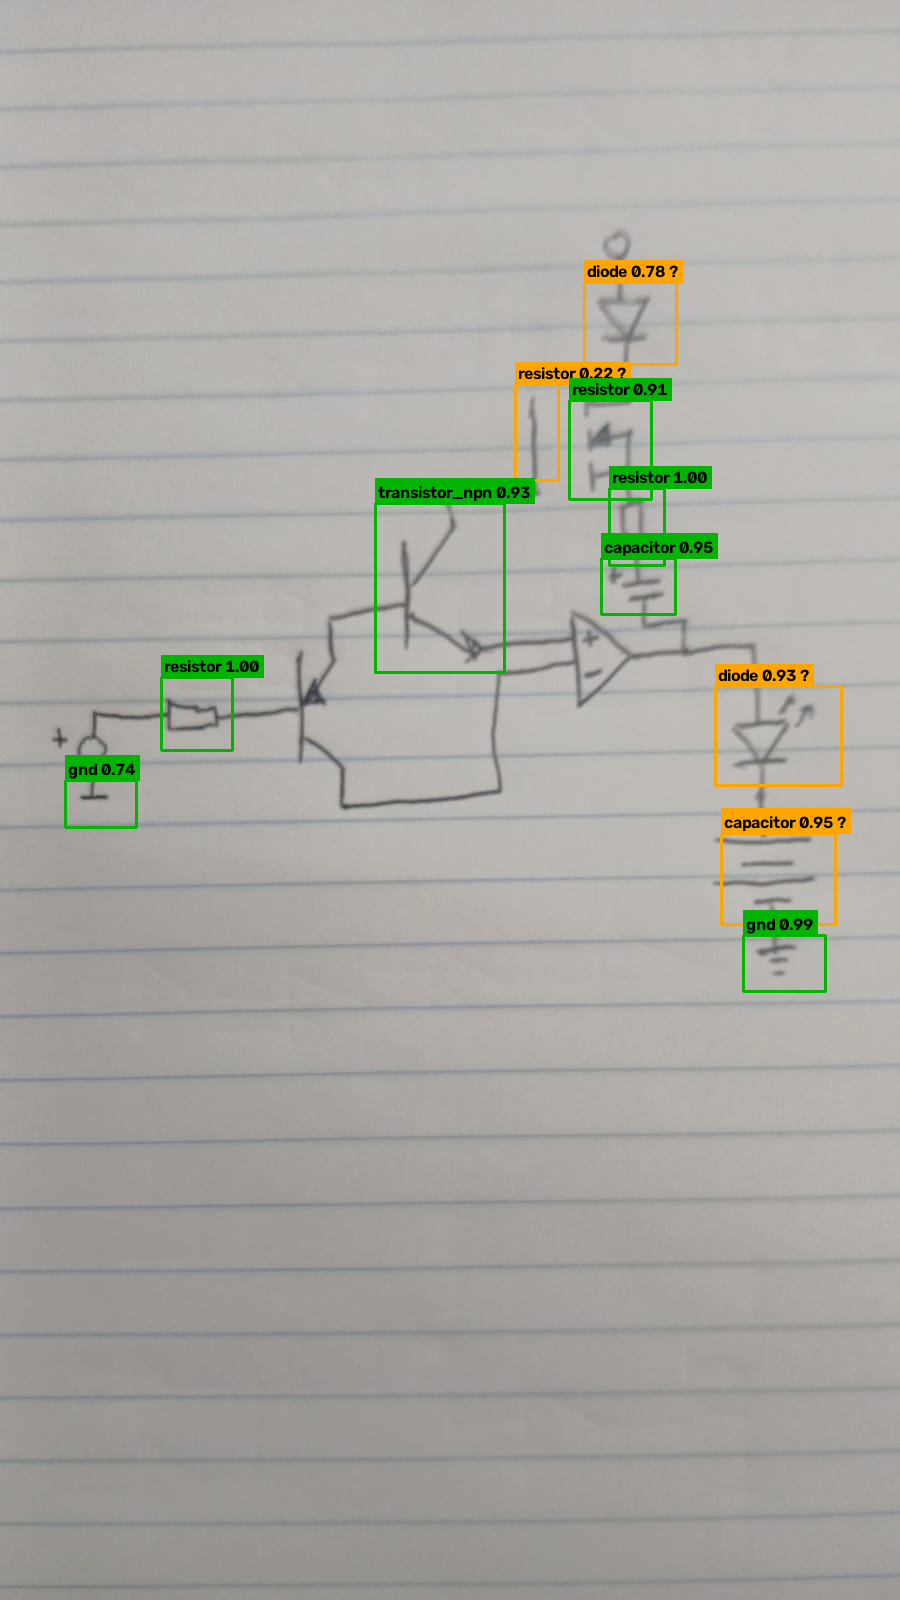 diode 0.78 ?
resistor 0.22 ?
resistor 0.91
resistor 1.00
transistor_npn 0.93
capacitor 0.95
+
+
-
resistor 1.00
diode 0.93 ?
+
gnd 0.74
capacitor 0.95 ?
gnd 0.99